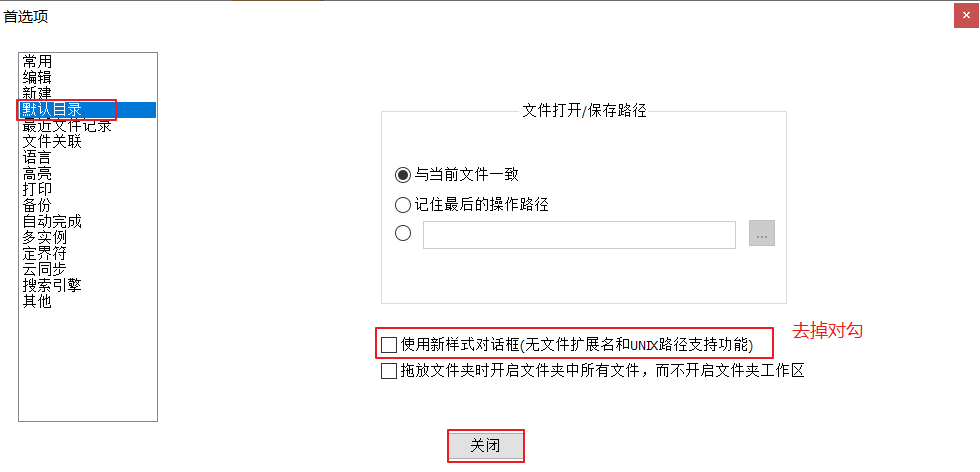 首选项
×
常用
编辑
新建
默认目录
最近文件记录
文件关联
语言
高亮
打印
备份
自动完成
多实例
定界符
云同步
搜索引擎
其他
文件打开/保存路径
与当前文件一致
记住最后的操作路径
...
使用新样式对话框(无文件扩展名和UNIX路径支持功能)
去掉对勾
拖放文件夹时开启文件夹中所有文件，而不开启文件夹工作区
关闭